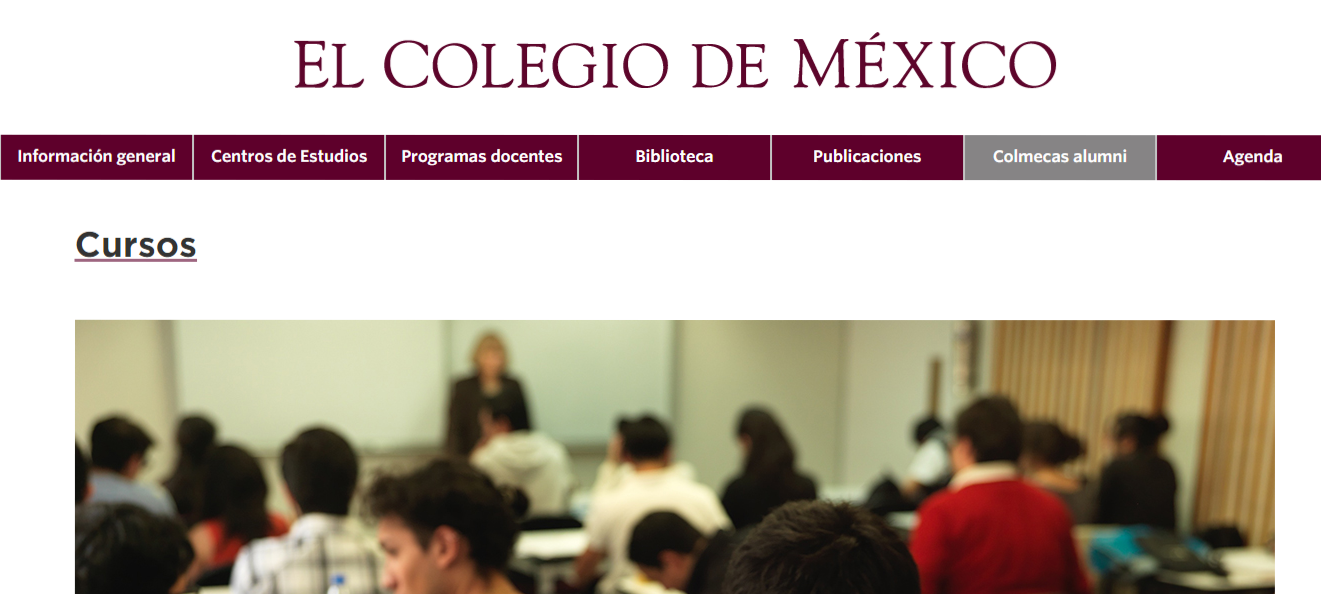 EL COLEGIO DE MÉXICO
Información general Centros de Estudios Programas docentes Biblioteca Publicaciones Colmecas alumni Agenda
Cursos